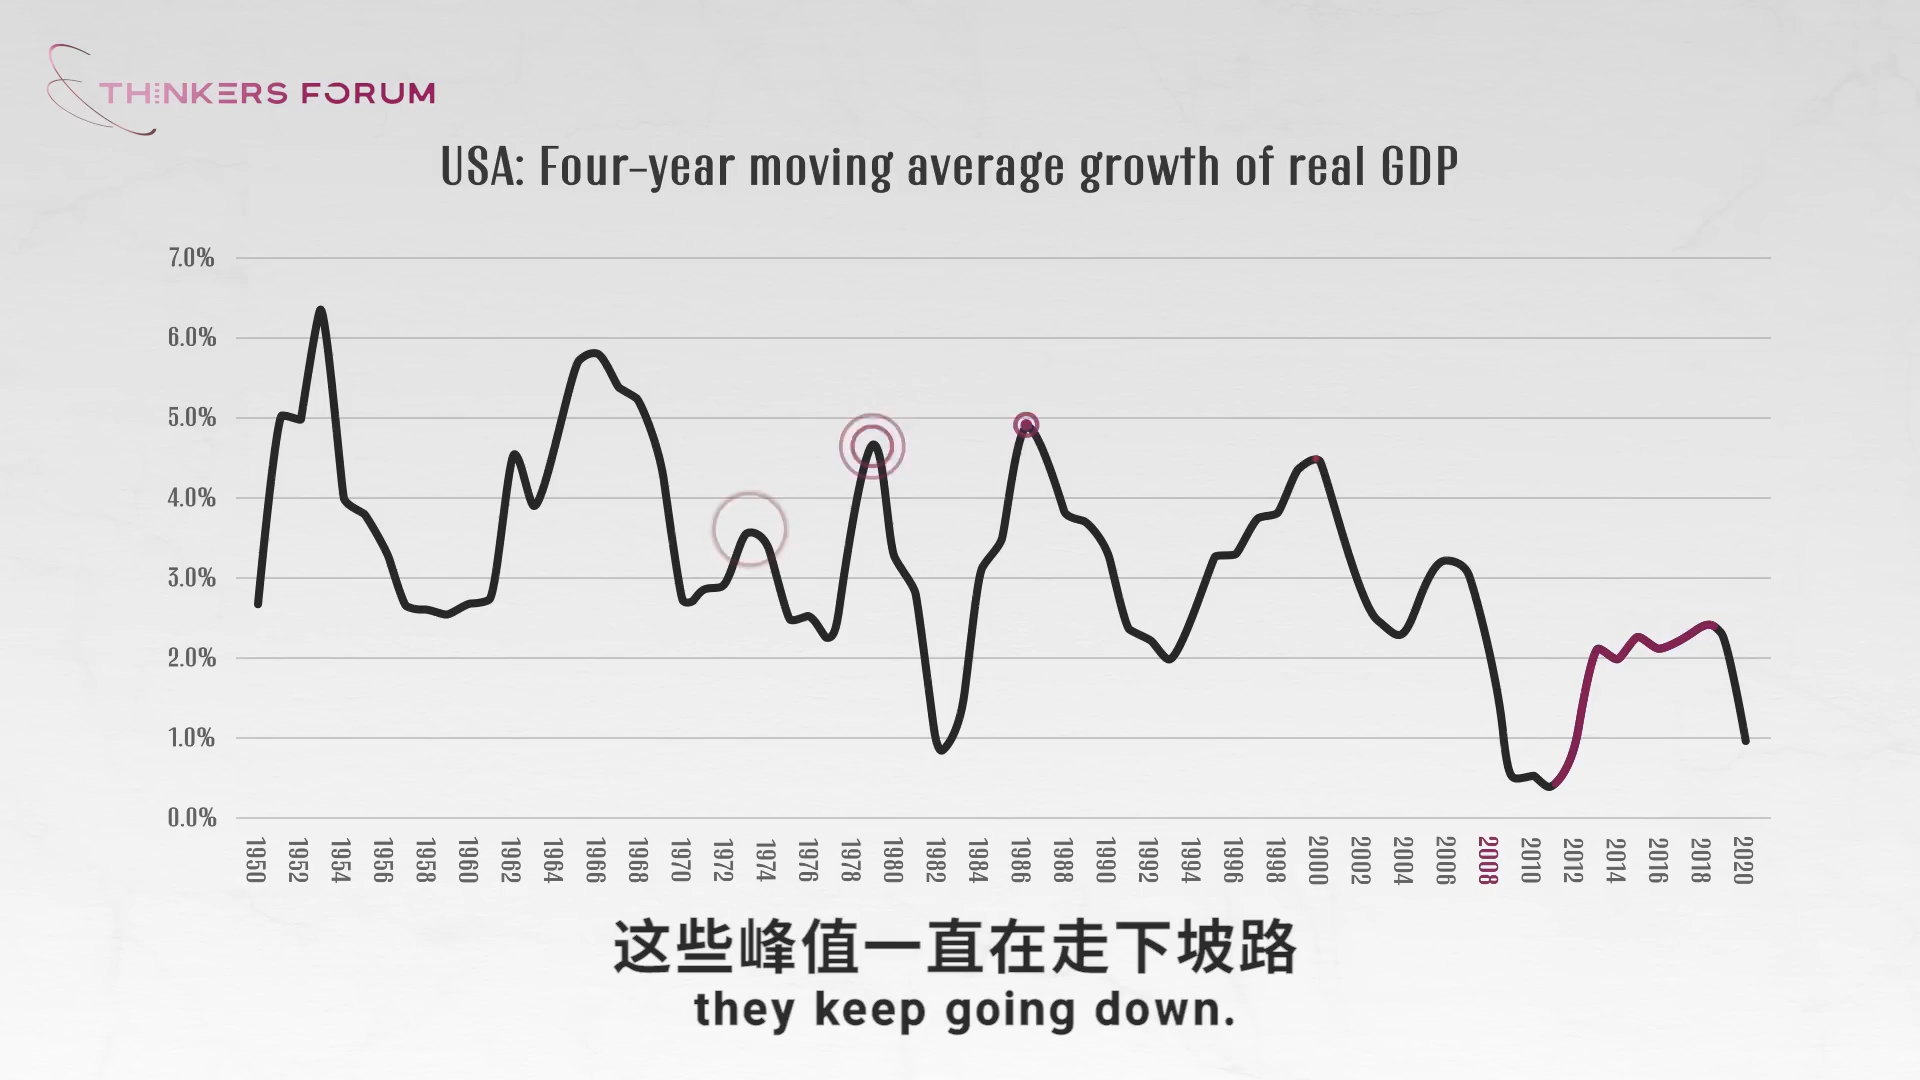 THINKERS FORUM
USA: Four-year moving average growth of real GDP
7.0%
6.0%
5.0%
4.0%
3.0%
2.0%
1.0%
0.0%
1950 1952 1954 1956 1958 1960 1962 1964 1966 1968 1970 1972 1974 1976 1978 1980 1982 1984 1986 1988 1990 1992 1994 1996 1998 2000 2002 2004 2006 2008 2010 2012 2014 2016 2018 2020
这些峰值一直在走下坡路
they keep going down.